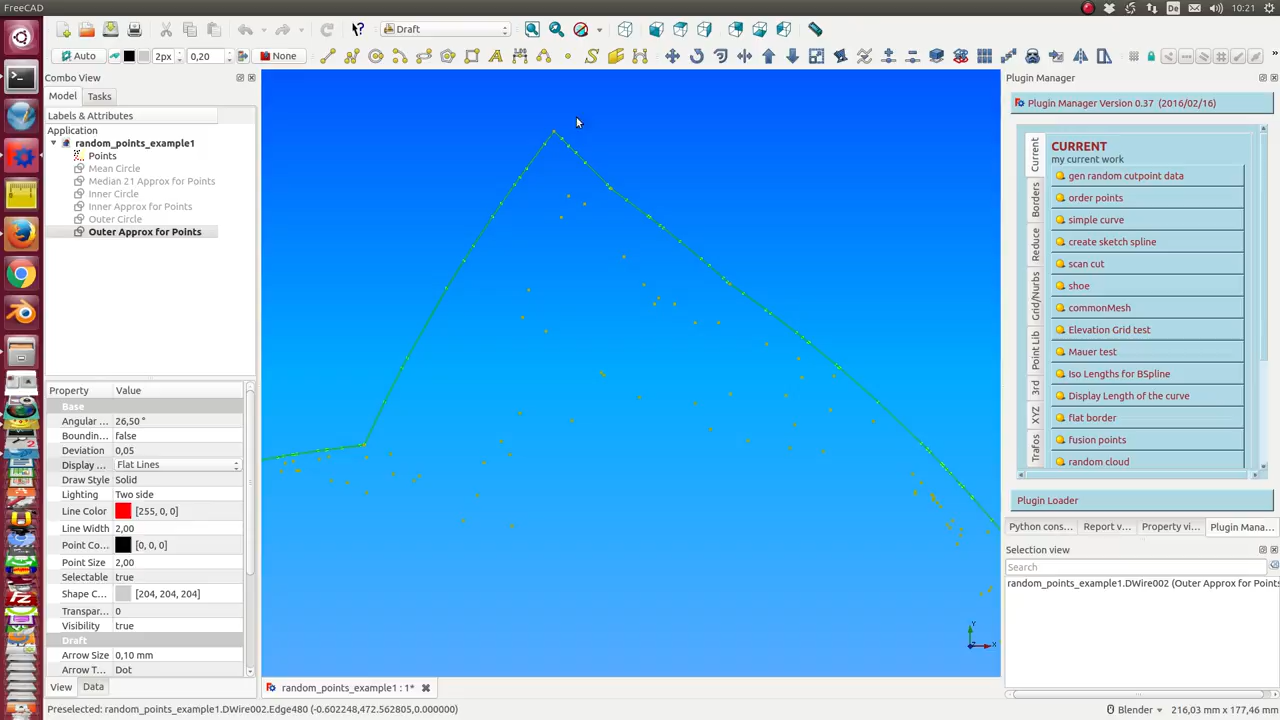 FreeCAD
De
10:21
Draft
Auto
2px
0,20
None
Combo View
Plugin Manager
Model
Tasks
Labels & Attributes
Application
random_points_example1
Points
Mean Circle
Median 21 Approx for Points
Inner Circle
Inner Approx for Points
Outer Circle
Outer Approx for Points
Property
Value
Base
Angular ...
26,50 °
Boundin...
false
Deviation
0,05
Display ...
Flat Lines
Draw Style
Solid
Lighting
Two side
Line Color
[255, 0, 0]
Line Width
2,00
Point Co...
[0, 0, 0]
Point Size
2,00
Selectable
true
Shape C...
[204, 204, 204]
Transpar...
0
Visibility
true
Draft
Arrow Size
0,10 mm
Arrow T...
Dot
View
Data
Y
X
random_points_example1 : 1*
Plugin Manager Version 0.37 (2016/02/16)
Current
Borders
Reduce
Grid/Nurbs
Point Lib
3rd
XYZ
Trafos
CURRENT
my current work
gen random cutpoint data
order points
simple curve
create sketch spline
scan cut
shoe
commonMesh
Elevation Grid test
Mauer test
Iso Lengths for BSpline
Display Length of the curve
flat border
fusion points
random cloud
Plugin Loader
Python cons...
Report v...
Property vi...
Plugin Mana...
Selection view
Search
random_points_example1.DWire002 (Outer Approx for Points
Preselected: random_points_example1.DWire002.Edge480 (-0.602248,472.562805,0.000000)
Blender
216,03 mm x 177,46 mm